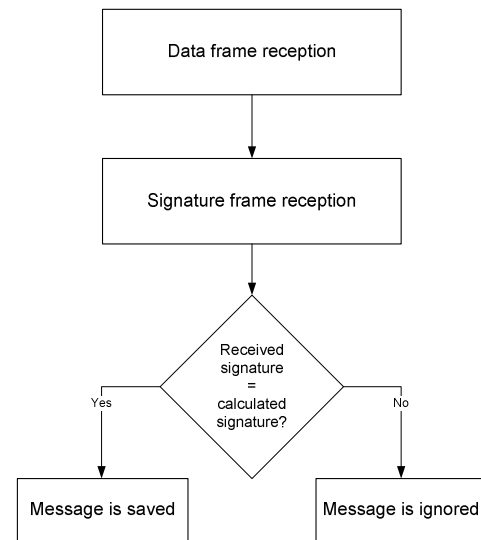 Data frame reception
Signature frame reception
Received
signature
=
calculated
signature?
Yes
No
Message is saved
Message is ignored